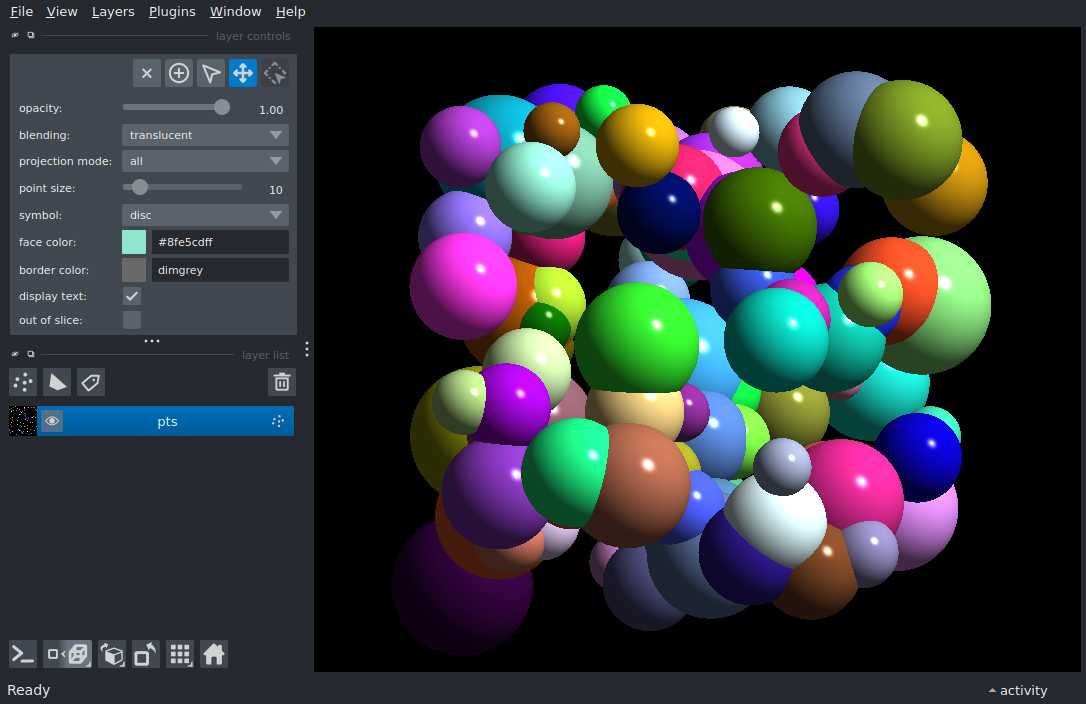 File View Layers Plugins Window Help
layer controls
opacity: 1.00
blending: translucent
projection mode: all
point size: 10
symbol: disc
face color: #8fe5cdff
border color: dimgrey
display text:
out of slice:
layer list
pts
Ready
activity